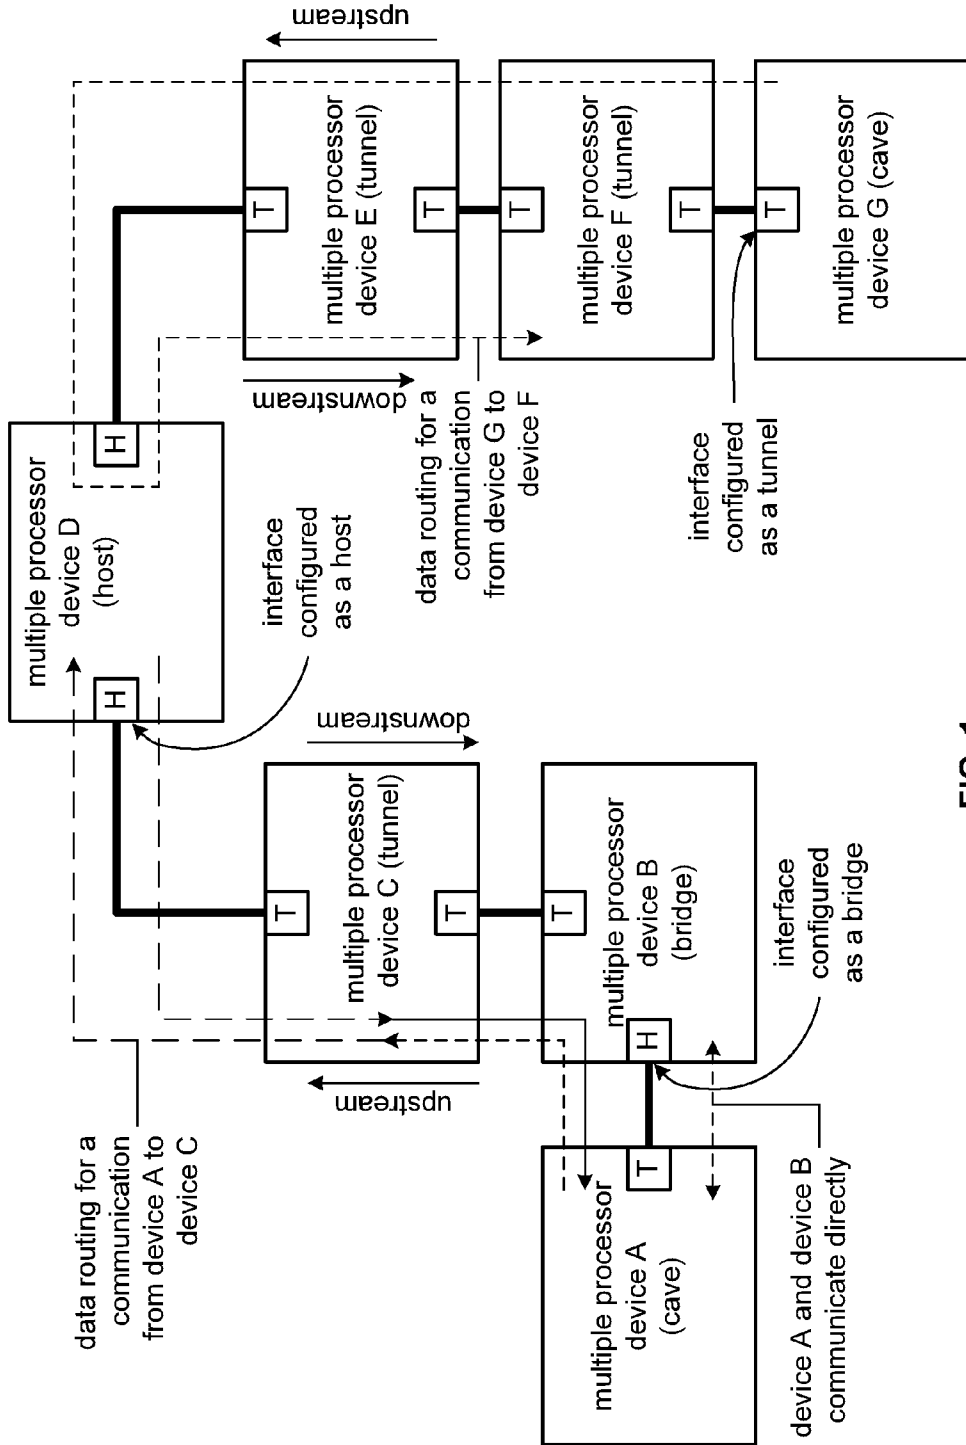 upstream
multiple processor
device D
(host)
H
H
interface
configured
as a host
multiple processor
device E (tunnel)
T
T
downstream
data routing for a
communication
from device G to
device F
multiple processor
device F (tunnel)
T
T
interface
configured
as a tunnel
multiple processor
device G (cave)
T
downstream
multiple processor
device C (tunnel)
T
T
upstream
data routing for a
communication
from device A to
device C
multiple processor
device B
(bridge)
T
H
interface
configured
as a bridge
multiple processor
device A
(cave)
T
device A and device B
communicate directly